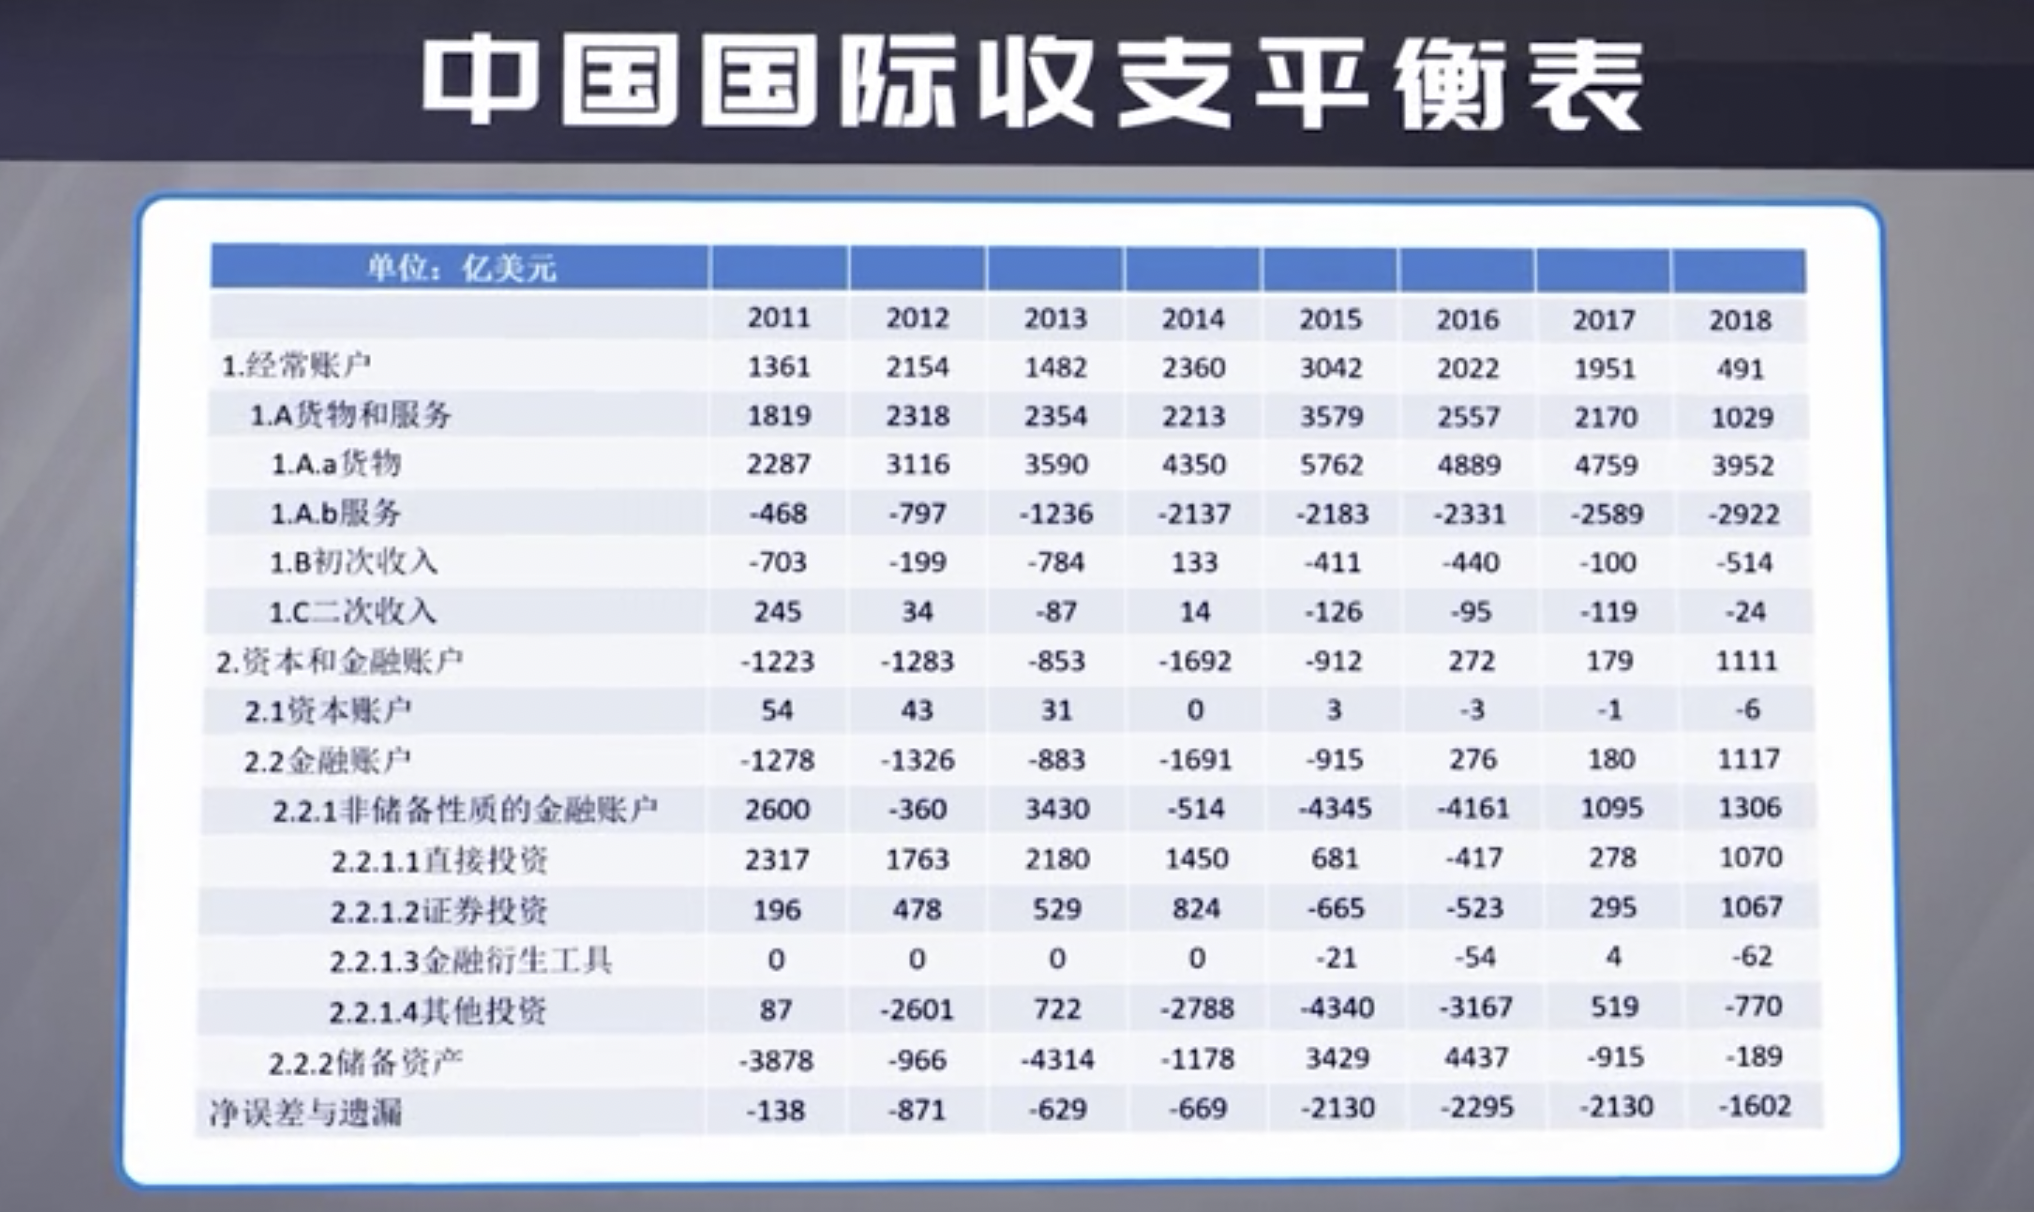 中国国际收支平衡表
单位：亿美元
2011 2012 2013 2014 2015 2016 2017 2018
1.经常账户 1361 2154 1482 2360 3042 2022 1951 491
1.A货物和服务 1819 2318 2354 2213 3579 2557 2170 1029
1.A.a货物 2287 3116 3590 4350 5762 4889 4759 3952
1.A.b服务 -468 -797 -1236 -2137 -2183 -2331 -2589 -2922
1.B初次收入 -703 -199 -784 133 -411 -440 -100 -514
1.C二次收入 245 34 -87 14 -126 -95 -119 -24
2.资本和金融账户 -1223 -1283 -853 -1692 -912 272 179 1111
2.1资本账户 54 43 31 0 3 -3 -1 -6
2.2金融账户 -1278 -1326 -883 -1691 -915 276 180 1117
2.2.1非储备性质的金融账户 2600 -360 3430 -514 -4345 -4161 1095 1306
2.2.1.1直接投资 2317 1763 2180 1450 681 -417 278 1070
2.2.1.2证券投资 196 478 529 824 -665 -523 295 1067
2.2.1.3金融衍生工具 0 0 0 0 -21 -54 4 -62
2.2.1.4其他投资 87 -2601 722 -2788 -4340 -3167 519 -770
2.2.2储备资产 -3878 -966 -4314 -1178 3429 4437 -915 -189
净误差与遗漏 -138 -871 -629 -669 -2130 -2295 -2130 -1602